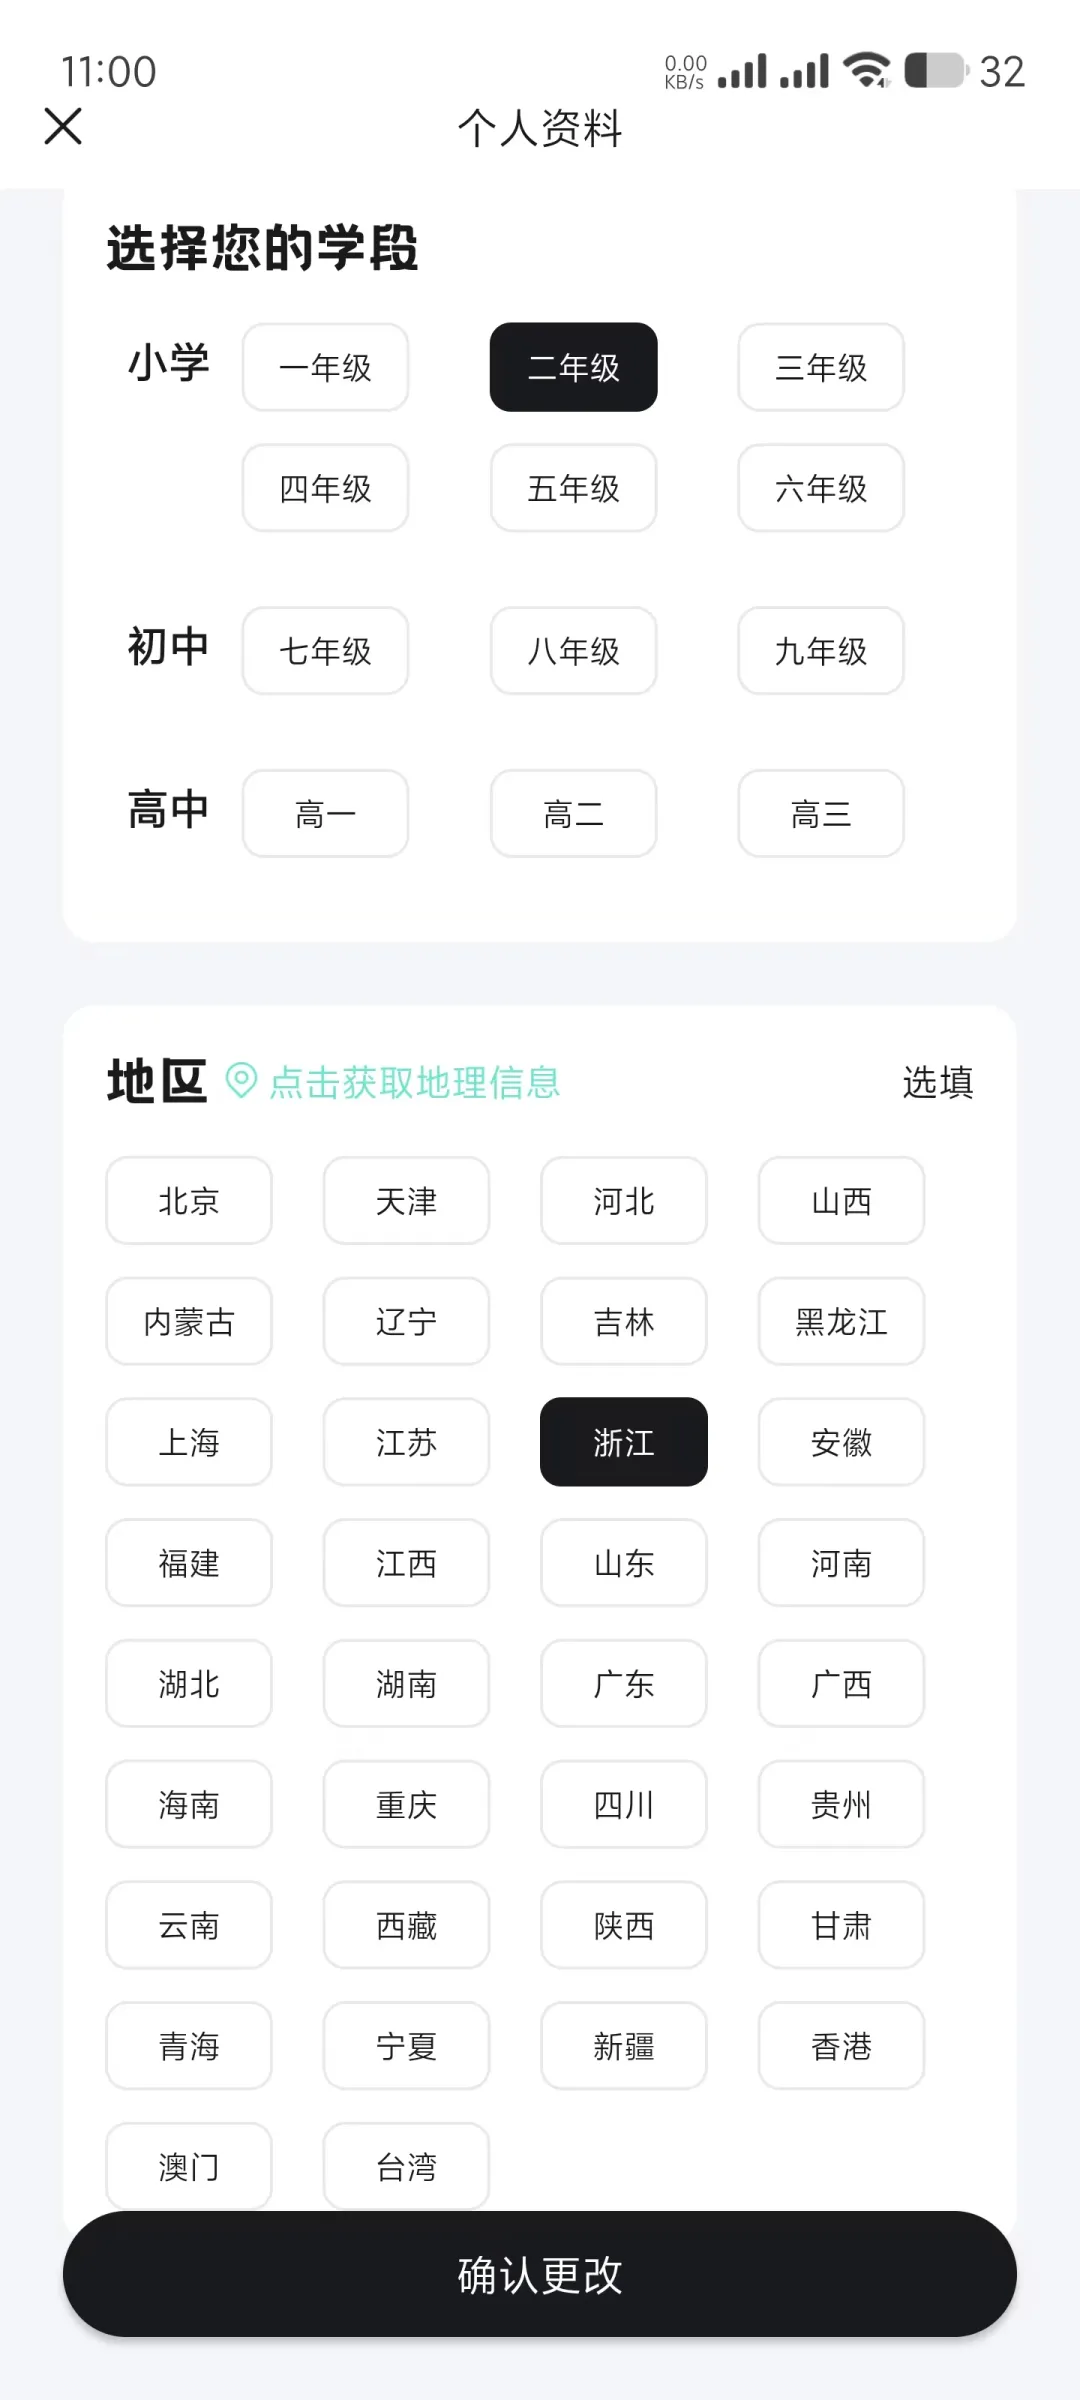 11:00 0.00 KB/s 32
个人资料
选择您的学段
小学 一年级 二年级 三年级
四年级 五年级 六年级
初中 七年级 八年级 九年级
高中 高一 高二 高三
地区 点击获取地理信息 选填
北京 天津 河北 山西
内蒙古 辽宁 吉林 黑龙江
上海 江苏 浙江 安徽
福建 江西 山东 河南
湖北 湖南 广东 广西
海南 重庆 四川 贵州
云南 西藏 陕西 甘肃
青海 宁夏 新疆 香港
澳门 台湾
确认更改